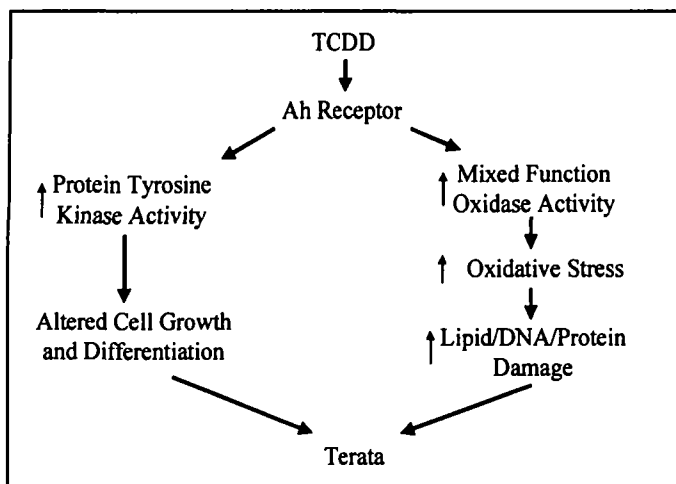 TCDD
Ah Receptor
↑ Protein Tyrosine
Kinase Activity
Altered Cell Growth
and Differentiation
↑ Mixed Function
Oxidase Activity
↑ Oxidative Stress
↑ Lipid/DNA/Protein
Damage
Terata